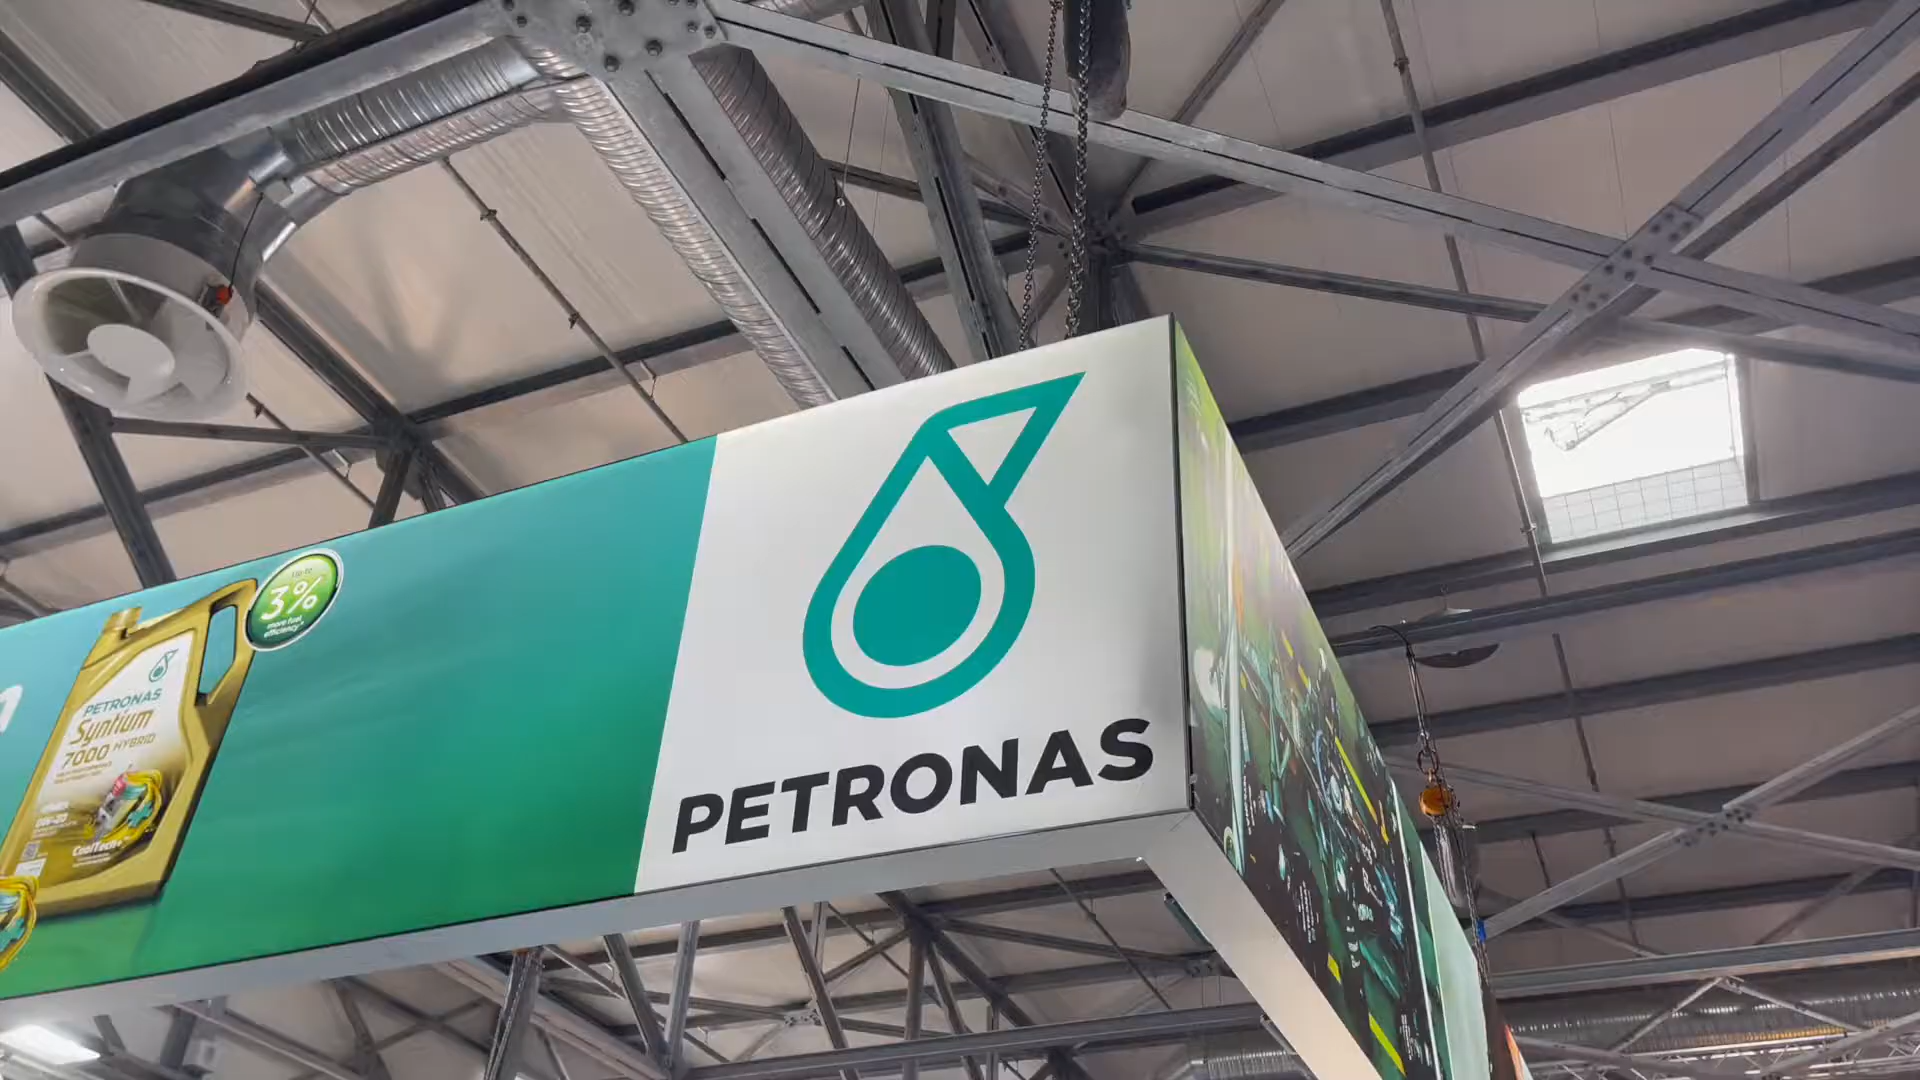 Up to
3%
more fuel
efficiency*
PETRONAS
Syntium
7000 HYBRID
0W-20
CoolTech+
PETRONAS